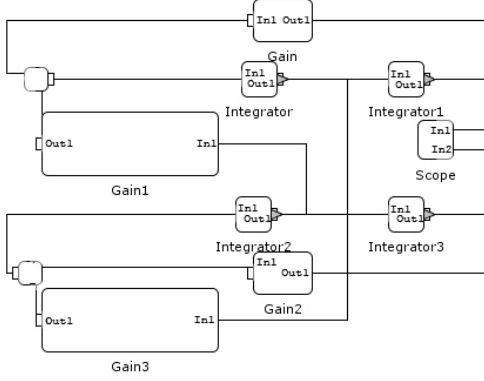 In1 Out1
Gain
In1
Out1
Integrator
In1
Out1
Integrator1
In1
In2
Scope
Out1 In1
Gain1
In1
Out1
Integrator2
In1
Out1
Integrator3
In1
Out1
Gain2
Out1 In1
Gain3